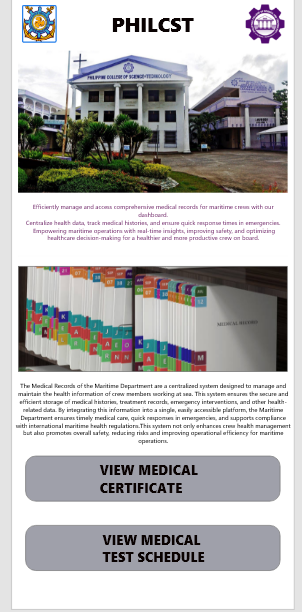 PHILCST
PHILIPPINE COLLEGE OF SCIENCE & TECHNOLOGY
Efficiently manage and access comprehensive medical records for maritime crews with our
dashboard.
Centralize health data, track medical histories, and ensure quick response times in emergencies.
Empowering maritime operations with real-time insights, improving safety, and optimizing
healthcare decision-making for a healthier and more productive crew on board.
MEDICAL RECORD
The Medical Records of the Maritime Department are a centralized system designed to manage and
maintain the health information of crew members working at sea. This system ensures the secure and
efficient storage of medical histories, treatment records, emergency interventions, and other health-
related data. By integrating this information into a single, easily accessible platform, the Maritime
Department ensures timely medical care, quick responses in emergencies, and supports compliance
with international maritime health regulations.This system not only enhances crew health management
but also promotes overall safety, reducing risks and improving operational efficiency for maritime
operations.
VIEW MEDICAL
CERTIFICATE
VIEW MEDICAL
TEST SCHEDULE